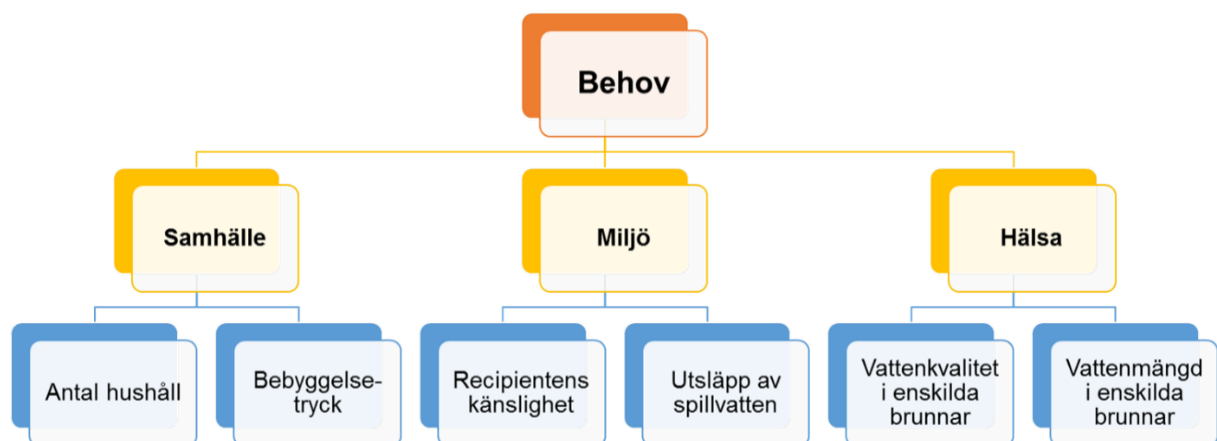 Behov
Samhälle
Miljö
Hälsa
Antal hushåll
Bebyggelse-
tryck
Recipientens
känslighet
Utsläpp av
spillvatten
Vattenkvalitet
i enskilda
brunnar
Vattenmängd
i enskilda
brunnar